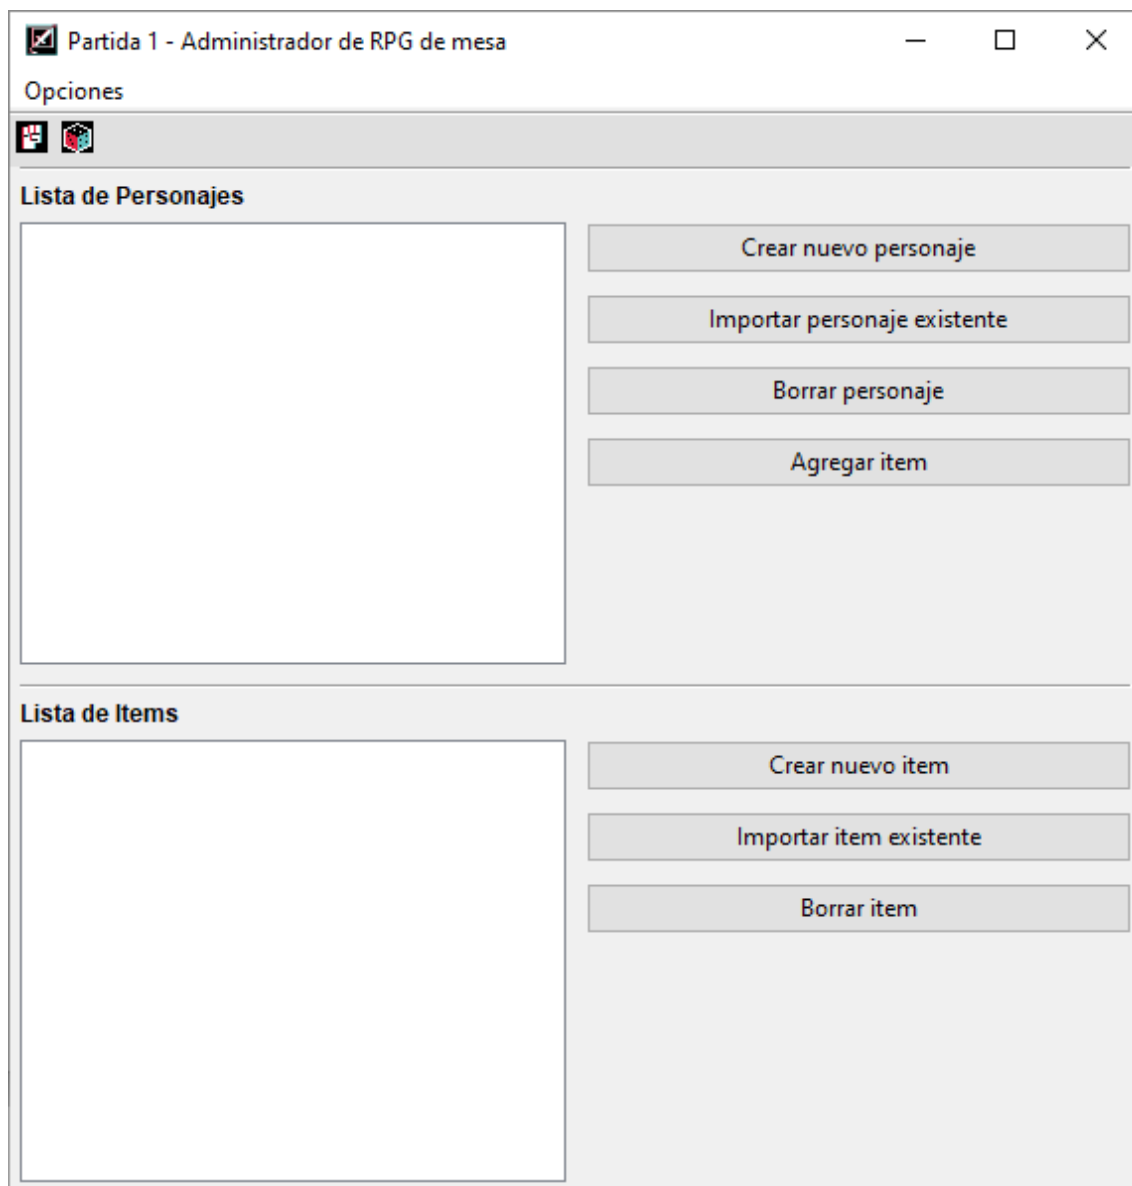 Partida 1 - Administrador de RPG de mesa
Opciones
Lista de Personajes
Crear nuevo personaje
Importar personaje existente
Borrar personaje
Agregar item
Lista de Items
Crear nuevo item
Importar item existente
Borrar item